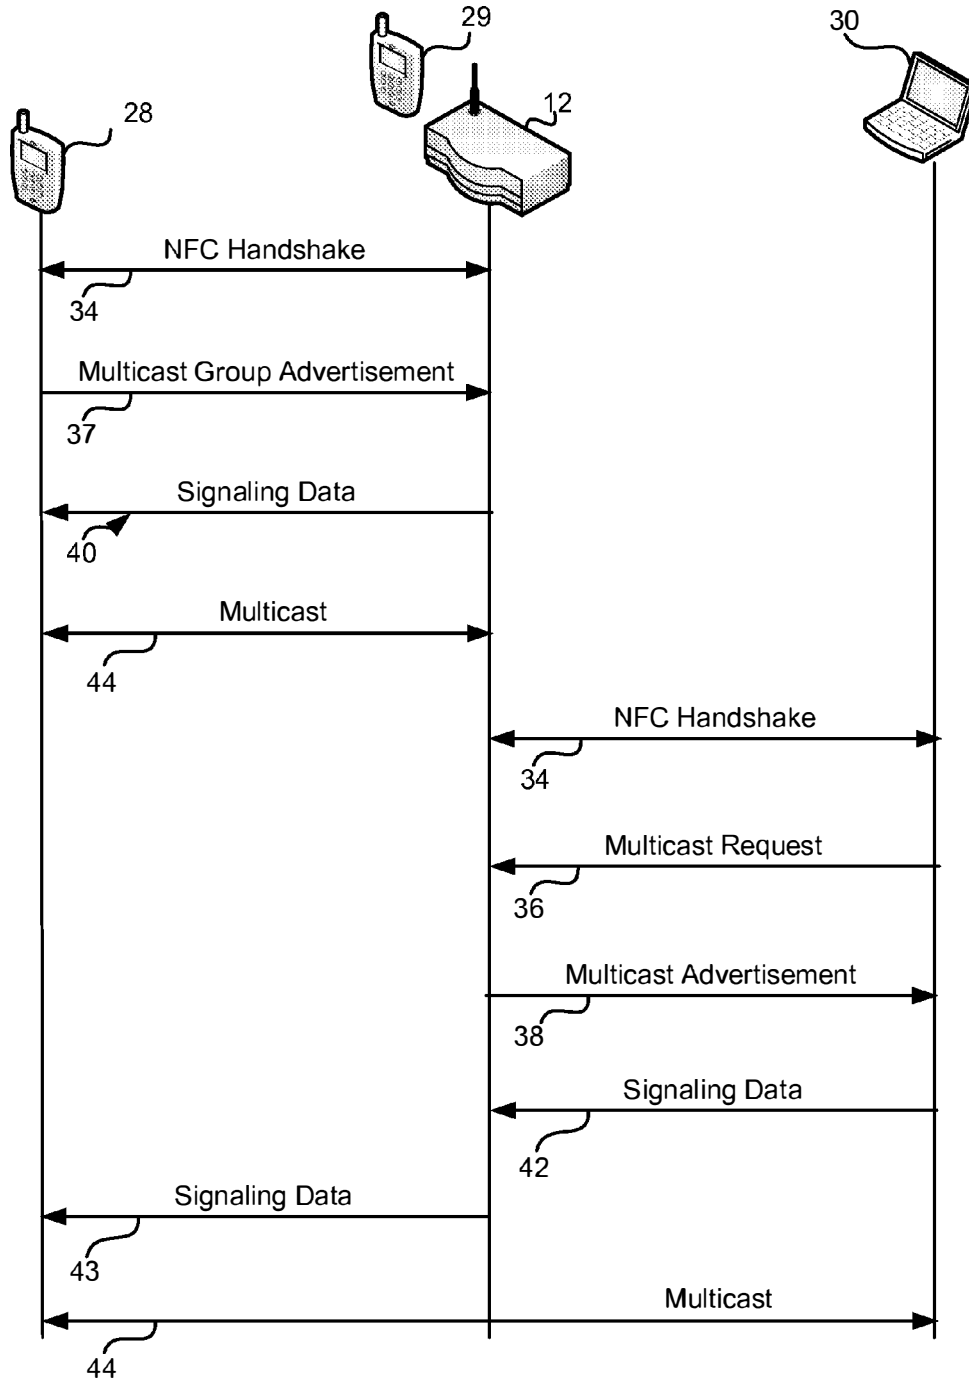 29
30
28
12
NFC Handshake
34
Multicast Group Advertisement
37
Signaling Data
40
Multicast
44
NFC Handshake
34
Multicast Request
36
Multicast Advertisement
38
Signaling Data
42
Signaling Data
43
Multicast
44